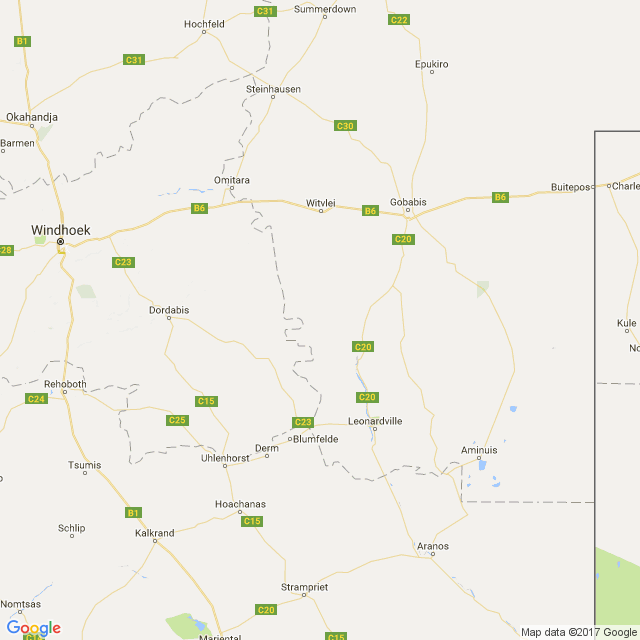 Summerdown
C31
C22
Hochfeld
B1
C31
Epukiro
Steinhausen
Okahandja
C30
Barmen
Omitara
Buitepos
Charle
B6
B6
Witvlei
B6
Gobabis
Windhoek
C28
C20
C23
Dordabis
Kule
No
C20
Rehoboth
C24
C15
C20
C25
C23
Leonardville
Blumfelde
Derm
Uhlenhorst
Aminuis
Tsumis
Hoachanas
B1
C15
Schlip
Kalkrand
Aranos
Strampriet
Nomtsas
C20
Google
Mariental
C15
Map data ©2017 Google